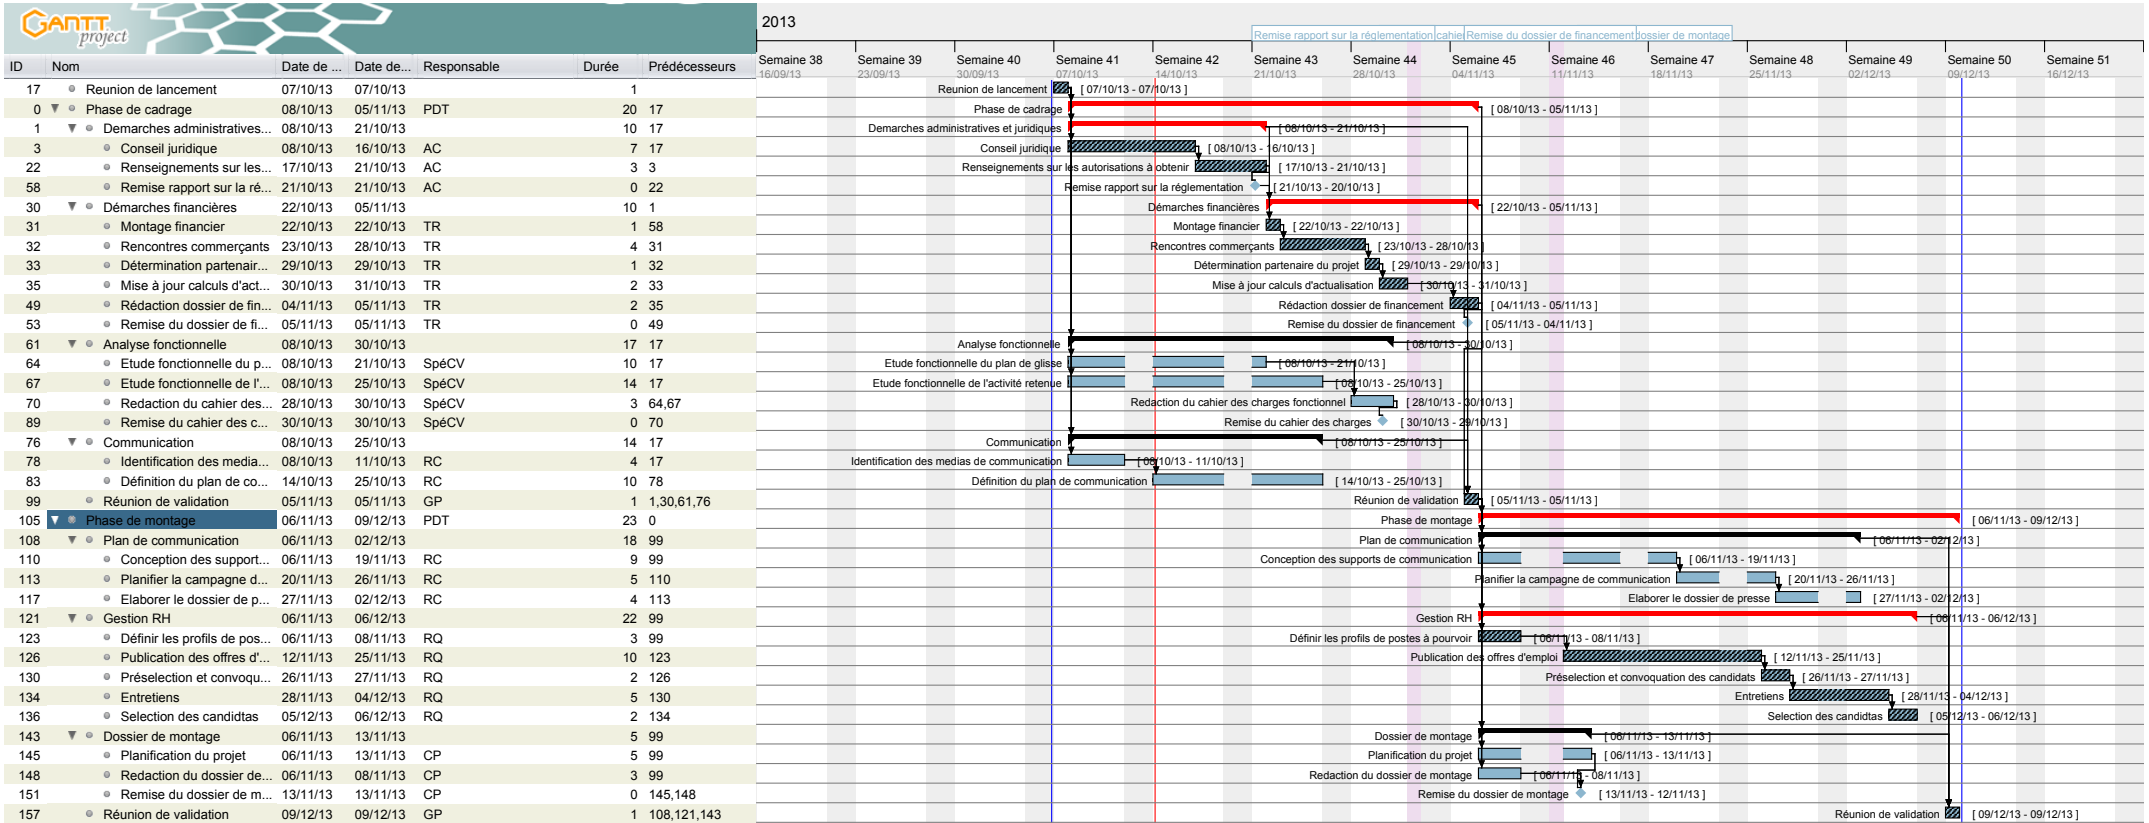 GANTT
project
2013
Remise rapport sur la réglementation cahie Remise du dossier de financement dossier de montage
ID Nom Date de ... Date de... Responsable Durée Prédécesseurs
Semaine 38 Semaine 39 Semaine 40 Semaine 41 Semaine 42 Semaine 43 Semaine 44 Semaine 45 Semaine 46 Semaine 47 Semaine 48 Semaine 49 Semaine 50 Semaine 51
16/09/13 23/09/13 30/09/13 07/10/13 14/10/13 21/10/13 28/10/13 04/11/13 11/11/13 18/11/13 25/11/13 02/12/13 09/12/13 16/12/13
17 Reunion de lancement 07/10/13 07/10/13 1 Reunion de lancement [ 07/10/13 - 07/10/13 ]
0 Phase de cadrage 08/10/13 05/11/13 PDT 20 17 Phase de cadrage [ 08/10/13 - 05/11/13 ]
1 Demarches administratives... 08/10/13 21/10/13 10 17 Demarches administratives et juridiques [ 08/10/13 - 21/10/13 ]
3 Conseil juridique 08/10/13 16/10/13 AC 7 17 Conseil juridique [ 08/10/13 - 16/10/13 ]
22 Renseignements sur les... 17/10/13 21/10/13 AC 3 3 Renseignements sur les autorisations à obtenir [ 17/10/13 - 21/10/13 ]
58 Remise rapport sur la ré... 21/10/13 21/10/13 AC 0 22 Remise rapport sur la réglementation [ 21/10/13 - 20/10/13 ]
30 Démarches financières 22/10/13 05/11/13 10 1 Démarches financières [ 22/10/13 - 05/11/13 ]
31 Montage financier 22/10/13 22/10/13 TR 1 58 Montage financier [ 22/10/13 - 22/10/13 ]
32 Rencontres commerçants 23/10/13 28/10/13 TR 4 31 Rencontres commerçants [ 23/10/13 - 28/10/13 ]
33 Détermination partenair... 29/10/13 29/10/13 TR 1 32 Détermination partenaire du projet [ 29/10/13 - 29/10/13 ]
35 Mise à jour calculs d'act... 30/10/13 31/10/13 TR 2 33 Mise à jour calculs d'actualisation [ 30/10/13 - 31/10/13 ]
49 Rédaction dossier de fin... 04/11/13 05/11/13 TR 2 35 Rédaction dossier de financement [ 04/11/13 - 05/11/13 ]
53 Remise du dossier de fi... 05/11/13 05/11/13 TR 0 49 Remise du dossier de financement [ 05/11/13 - 04/11/13 ]
61 Analyse fonctionnelle 08/10/13 30/10/13 17 17 Analyse fonctionnelle [ 08/10/13 - 30/10/13 ]
64 Etude fonctionnelle du p... 08/10/13 21/10/13 SpéCV 10 17 Etude fonctionnelle du plan de glisse [ 08/10/13 - 21/10/13 ]
67 Etude fonctionnelle de l'... 08/10/13 25/10/13 SpéCV 14 17 Etude fonctionnelle de l'activité retenue [ 08/10/13 - 25/10/13 ]
70 Redaction du cahier des... 28/10/13 30/10/13 SpéCV 3 64,67 Redaction du cahier des charges fonctionnel [ 28/10/13 - 30/10/13 ]
89 Remise du cahier des c... 30/10/13 30/10/13 SpéCV 0 70 Remise du cahier des charges [ 30/10/13 - 29/10/13 ]
76 Communication 08/10/13 25/10/13 14 17 Communication [ 08/10/13 - 25/10/13 ]
78 Identification des media... 08/10/13 11/10/13 RC 4 17 Identification des medias de communication [ 08/10/13 - 11/10/13 ]
83 Définition du plan de co... 14/10/13 25/10/13 RC 10 78 Définition du plan de communication [ 14/10/13 - 25/10/13 ]
99 Réunion de validation 05/11/13 05/11/13 GP 1 1,30,61,76 Réunion de validation [ 05/11/13 - 05/11/13 ]
105 Phase de montage 06/11/13 09/12/13 PDT 23 0 Phase de montage [ 06/11/13 - 09/12/13 ]
108 Plan de communication 06/11/13 02/12/13 18 99 Plan de communication [ 06/11/13 - 02/12/13 ]
110 Conception des support... 06/11/13 19/11/13 RC 9 99 Conception des supports de communication [ 06/11/13 - 19/11/13 ]
113 Planifier la campagne d... 20/11/13 26/11/13 RC 5 110 Planifier la campagne de communication [ 20/11/13 - 26/11/13 ]
117 Elaborer le dossier de p... 27/11/13 02/12/13 RC 4 113 Elaborer le dossier de presse [ 27/11/13 - 02/12/13 ]
121 Gestion RH 06/11/13 06/12/13 22 99 Gestion RH [ 06/11/13 - 06/12/13 ]
123 Définir les profils de pos... 06/11/13 08/11/13 RQ 3 99 Définir les profils de postes à pourvoir [ 06/11/13 - 08/11/13 ]
126 Publication des offres d'... 12/11/13 25/11/13 RQ 10 123 Publication des offres d'emploi [ 12/11/13 - 25/11/13 ]
130 Préselection et convoqu... 26/11/13 27/11/13 RQ 2 126 Préselection et convoquation des candidats [ 26/11/13 - 27/11/13 ]
134 Entretiens 28/11/13 04/12/13 RQ 5 130 Entretiens [ 28/11/13 - 04/12/13 ]
136 Selection des candidtas 05/12/13 06/12/13 RQ 2 134 Selection des candidtas [ 05/12/13 - 06/12/13 ]
143 Dossier de montage 06/11/13 13/11/13 5 99 Dossier de montage [ 06/11/13 - 13/11/13 ]
145 Planification du projet 06/11/13 13/11/13 CP 5 99 Planification du projet [ 06/11/13 - 13/11/13 ]
148 Redaction du dossier de... 06/11/13 08/11/13 CP 3 99 Redaction du dossier de montage [ 06/11/13 - 08/11/13 ]
151 Remise du dossier de m... 13/11/13 13/11/13 CP 0 145,148 Remise du dossier de montage [ 13/11/13 - 12/11/13 ]
157 Réunion de validation 09/12/13 09/12/13 GP 1 108,121,143 Réunion de validation [ 09/12/13 - 09/12/13 ]